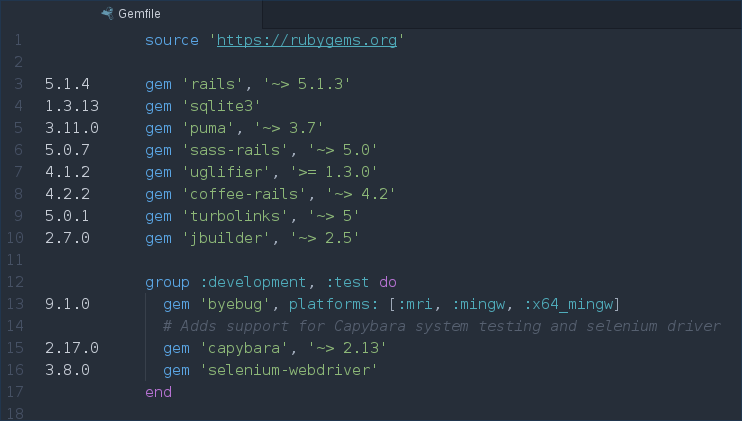 Gemfile
1 source 'https://rubygems.org'
2
3 5.1.4 gem 'rails', '~> 5.1.3'
4 1.3.13 gem 'sqlite3'
5 3.11.0 gem 'puma', '~> 3.7'
6 5.0.7 gem 'sass-rails', '~> 5.0'
7 4.1.2 gem 'uglifier', '>= 1.3.0'
8 4.2.2 gem 'coffee-rails', '~> 4.2'
9 5.0.1 gem 'turbolinks', '~> 5'
10 2.7.0 gem 'jbuilder', '~> 2.5'
11
12 group :development, :test do
13 9.1.0 gem 'byebug', platforms: [:mri, :mingw, :x64_mingw]
14 # Adds support for Capybara system testing and selenium driver
15 2.17.0 gem 'capybara', '~> 2.13'
16 3.8.0 gem 'selenium-webdriver'
17 end
18